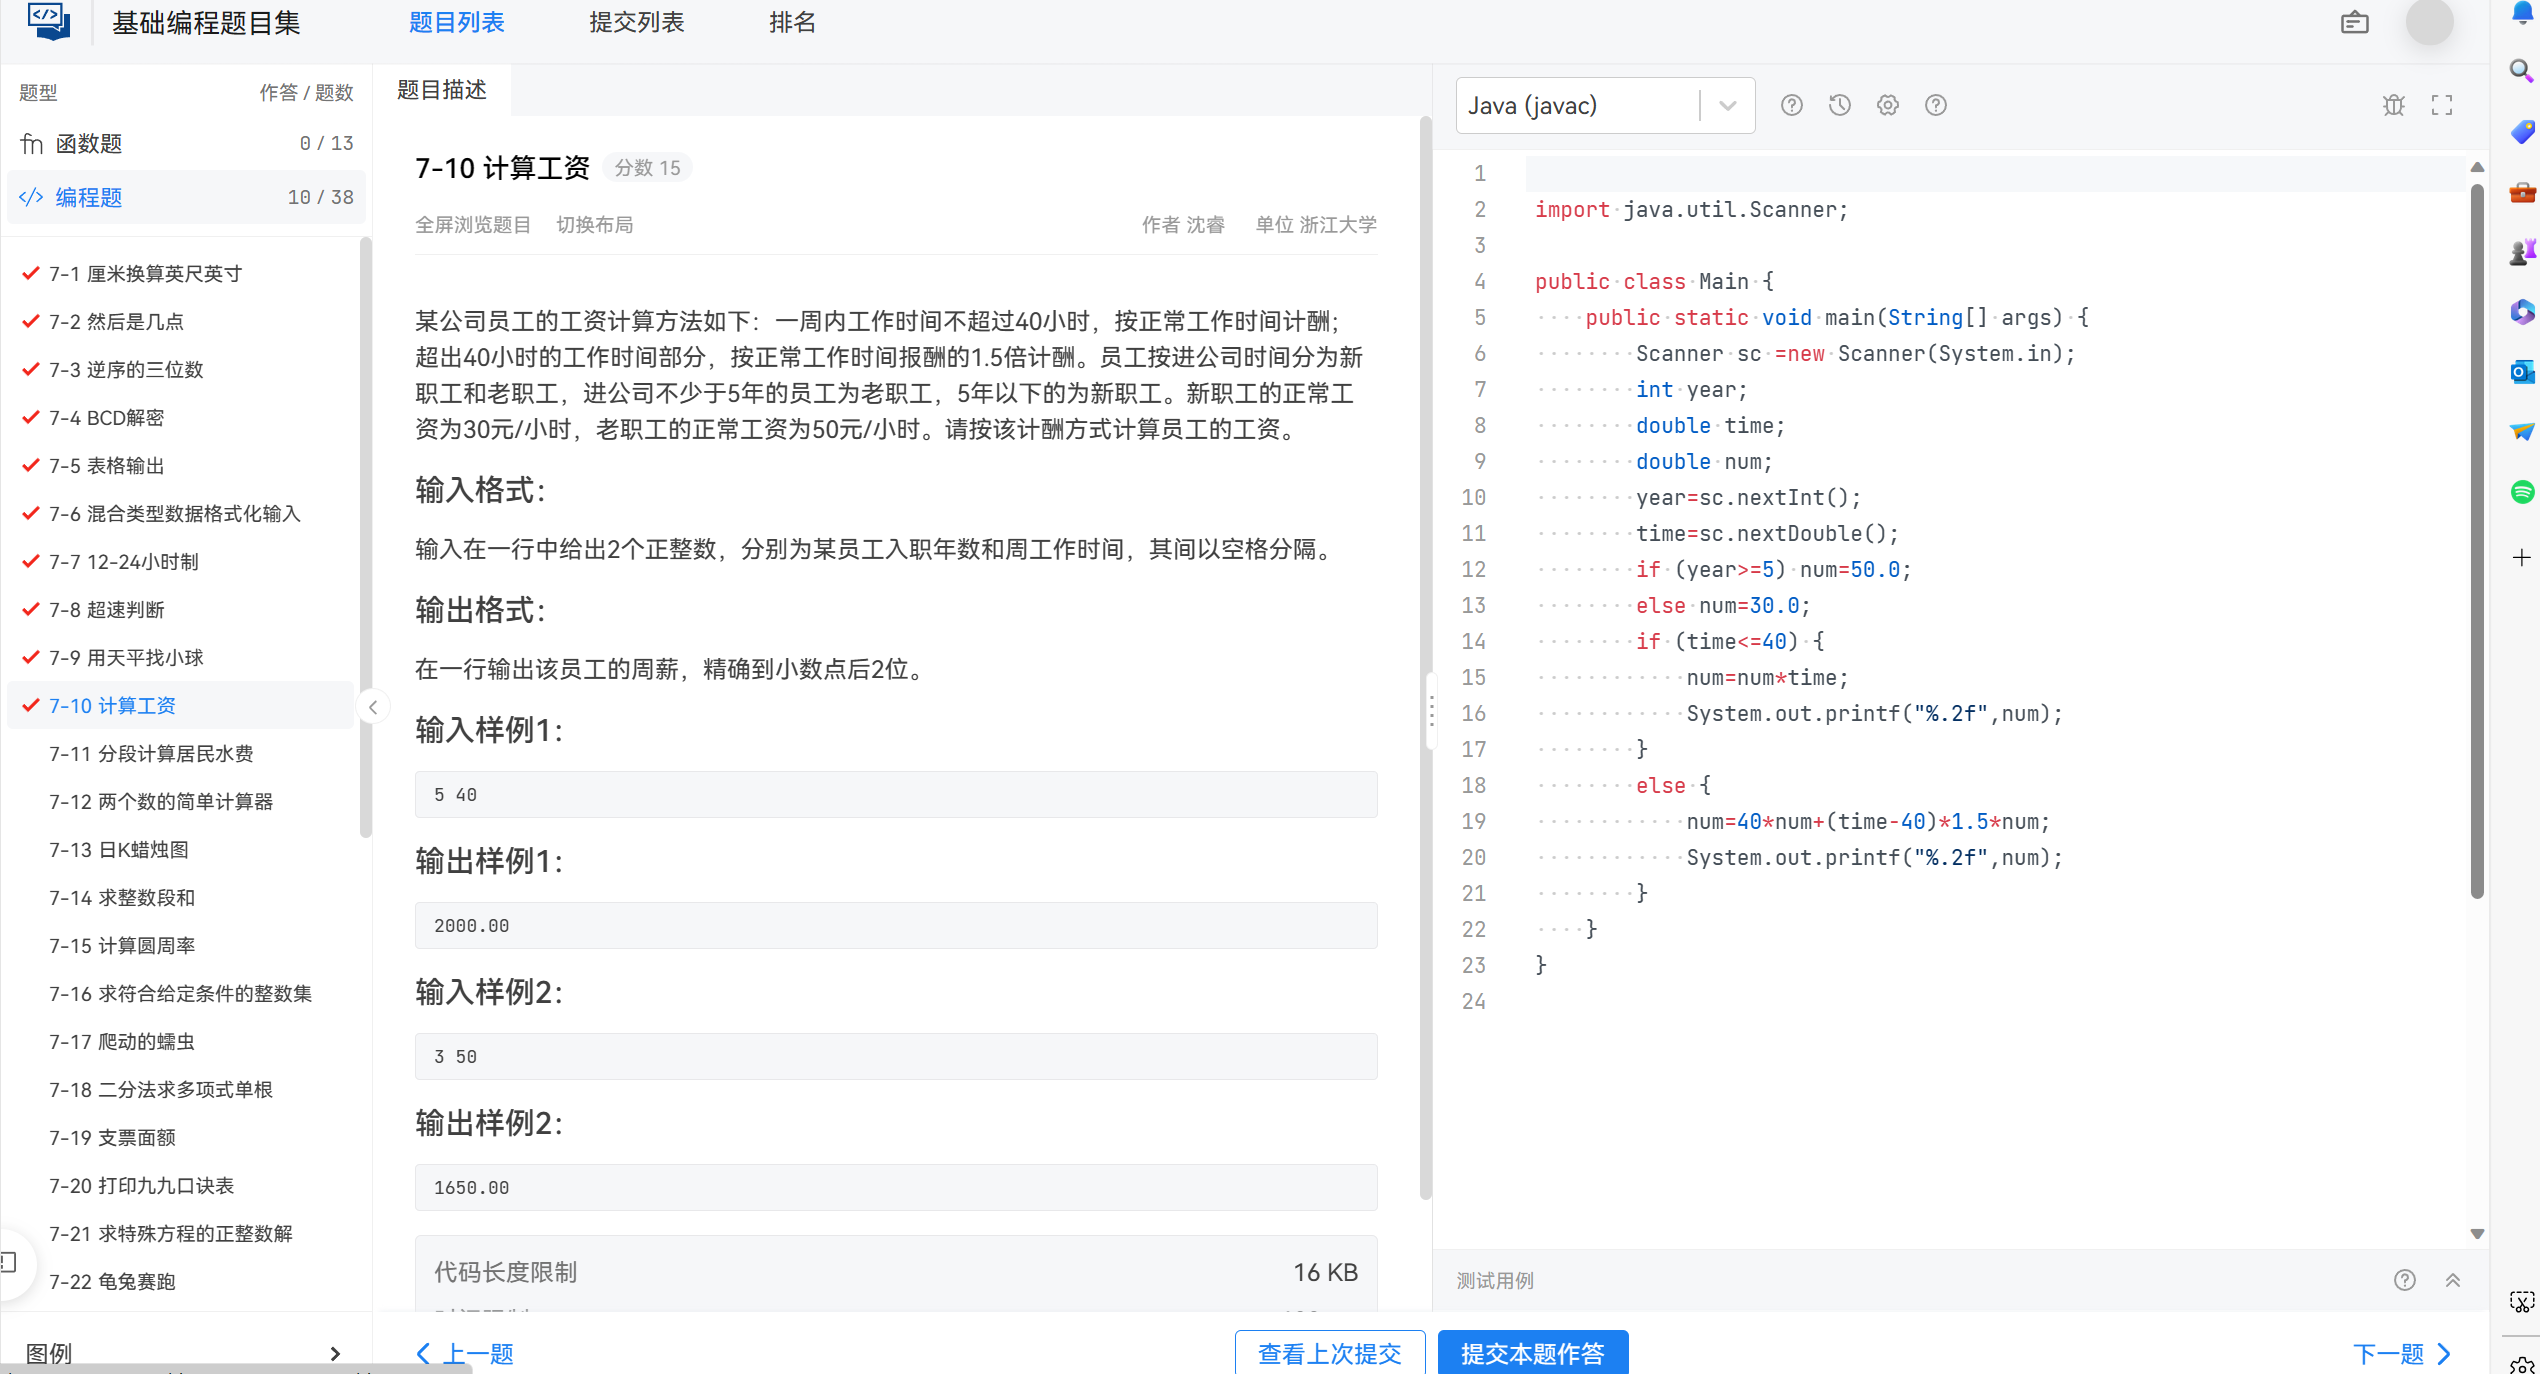 基础编程题目集
题目列表
提交列表
排名
题型
作答 / 题数
fn 函数题
0 / 13
</> 编程题
10 / 38
7-1 厘米换算英尺英寸
7-2 然后是几点
7-3 逆序的三位数
7-4 BCD解密
7-5 表格输出
7-6 混合类型数据格式化输入
7-7 12-24小时制
7-8 超速判断
7-9 用天平找小球
7-10 计算工资
7-11 分段计算居民水费
7-12 两个数的简单计算器
7-13 日K蜡烛图
7-14 求整数段和
7-15 计算圆周率
7-16 求符合给定条件的整数集
7-17 爬动的蠕虫
7-18 二分法求多项式单根
7-19 支票面额
7-20 打印九九口诀表
7-21 求特殊方程的正整数解
7-22 龟兔赛跑
图例
题目描述
7-10 计算工资
分数 15
全屏浏览题目
切换布局
作者 沈睿
单位 浙江大学
某公司员工的工资计算方法如下：一周内工作时间不超过40小时，按正常工作时间计酬；
超出40小时的工作时间部分，按正常工作时间报酬的1.5倍计酬。员工按进公司时间分为新
职工和老职工，进公司不少于5年的员工为老职工，5年以下的为新职工。新职工的正常工
资为30元/小时，老职工的正常工资为50元/小时。请按该计酬方式计算员工的工资。
输入格式：
输入在一行中给出2个正整数，分别为某员工入职年数和周工作时间，其间以空格分隔。
输出格式：
在一行输出该员工的周薪，精确到小数点后2位。
输入样例1：
5 40
输出样例1：
2000.00
输入样例2：
3 50
输出样例2：
1650.00
代码长度限制
16 KB
上一题
查看上次提交
提交本题作答
下一题
Java (javac)
1
2 import java.util.Scanner;
3
4 public class Main {
5     public static void main(String[] args) {
6         Scanner sc =new Scanner(System.in);
7         int year;
8         double time;
9         double num;
10         year=sc.nextInt();
11         time=sc.nextDouble();
12         if (year>=5) num=50.0;
13         else num=30.0;
14         if (time<=40) {
15             num=num*time;
16             System.out.printf("%.2f",num);
17         }
18         else {
19             num=40*num+(time-40)*1.5*num;
20             System.out.printf("%.2f",num);
21         }
22     }
23 }
24
测试用例